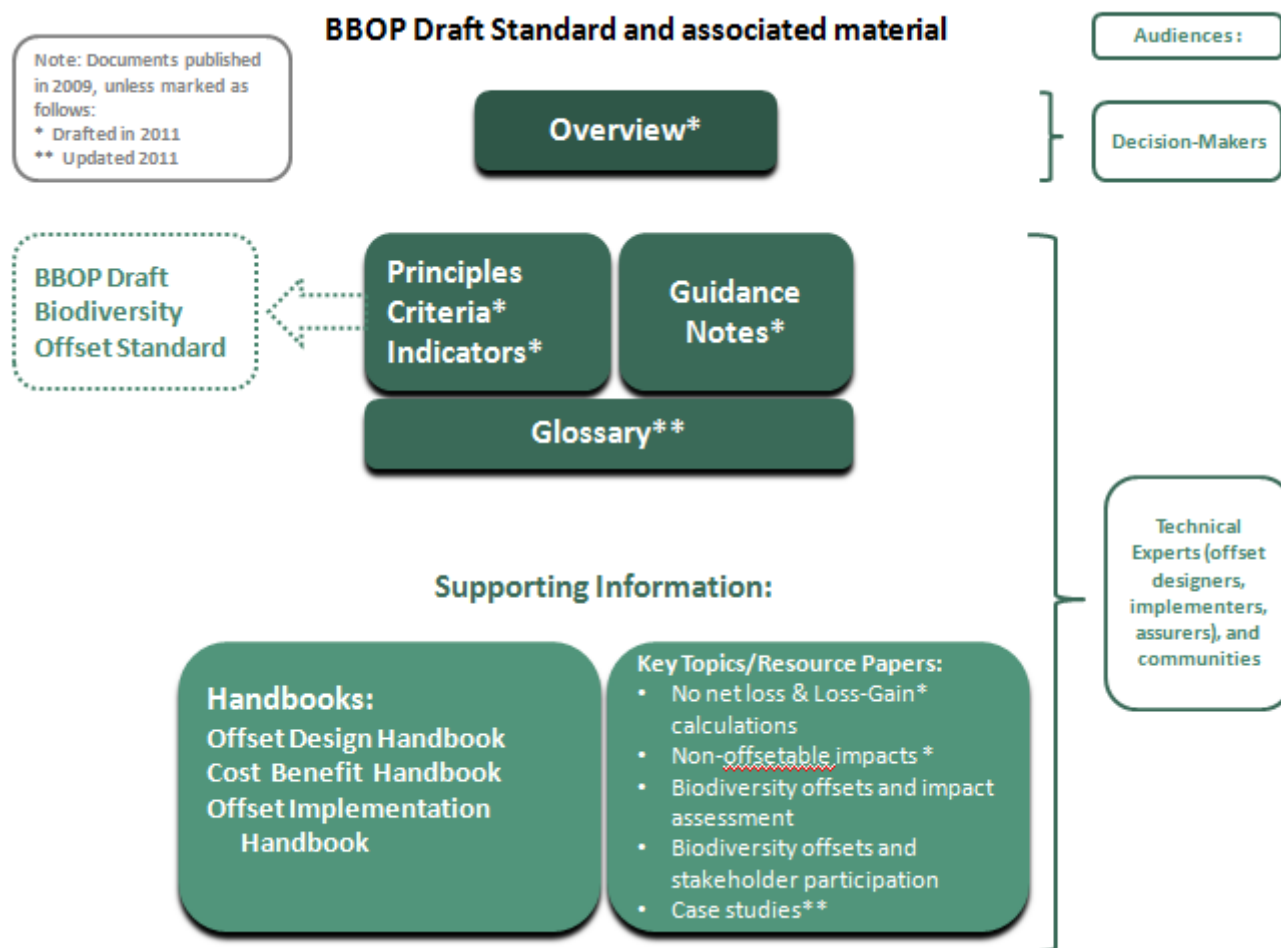 BBOP Draft Standard and associated material
Note: Documents published
in 2009, unless marked as
follows:
* Drafted in 2011
** Updated 2011
Audiences :
Overview*
Decision-Makers
BBOP Draft
Biodiversity
Offset Standard
Principles
Criteria*
Indicators*
Guidance
Notes*
Glossary**
Technical
Experts (offset
designers,
implementers,
assurers), and
communities
Supporting Information:
Handbooks:
Offset Design Handbook
Cost Benefit Handbook
Offset Implementation
Handbook
Key Topics/Resource Papers:
• No net loss & Loss-Gain*
calculations
• Non-offsetable impacts *
• Biodiversity offsets and impact
assessment
• Biodiversity offsets and
stakeholder participation
• Case studies**